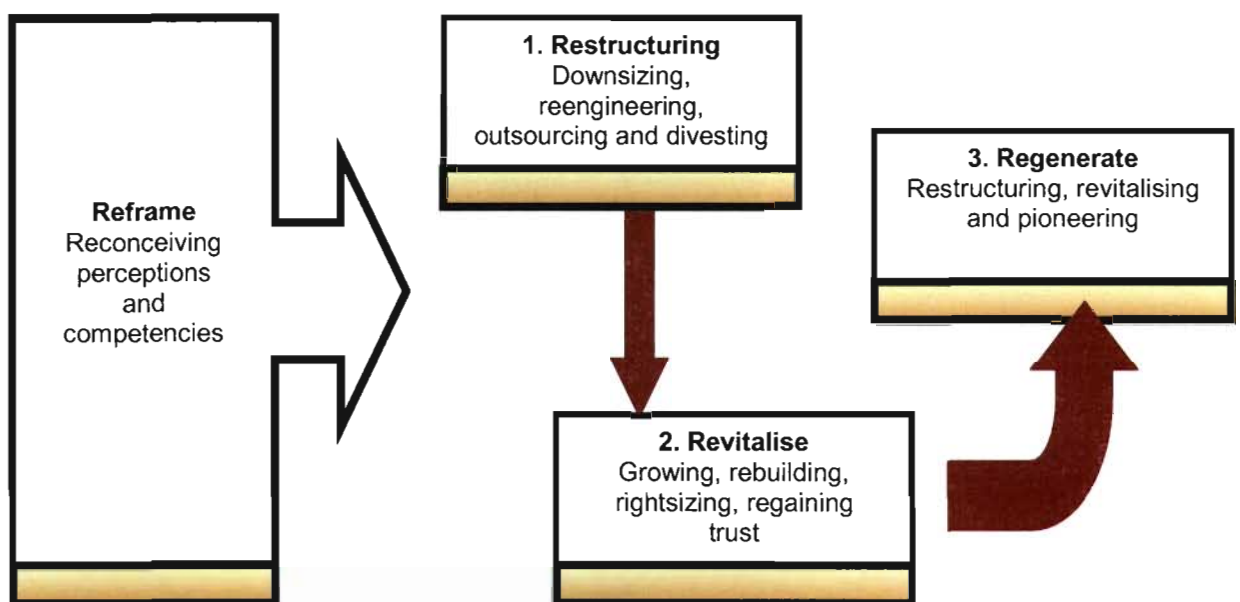 Reframe
Reconceiving
perceptions
and
competencies
1. Restructuring
Downsizing,
reengineering,
outsourcing and divesting
2. Revitalise
Growing, rebuilding,
rightsizing, regaining
trust
3. Regenerate
Restructuring, revitalising
and pioneering